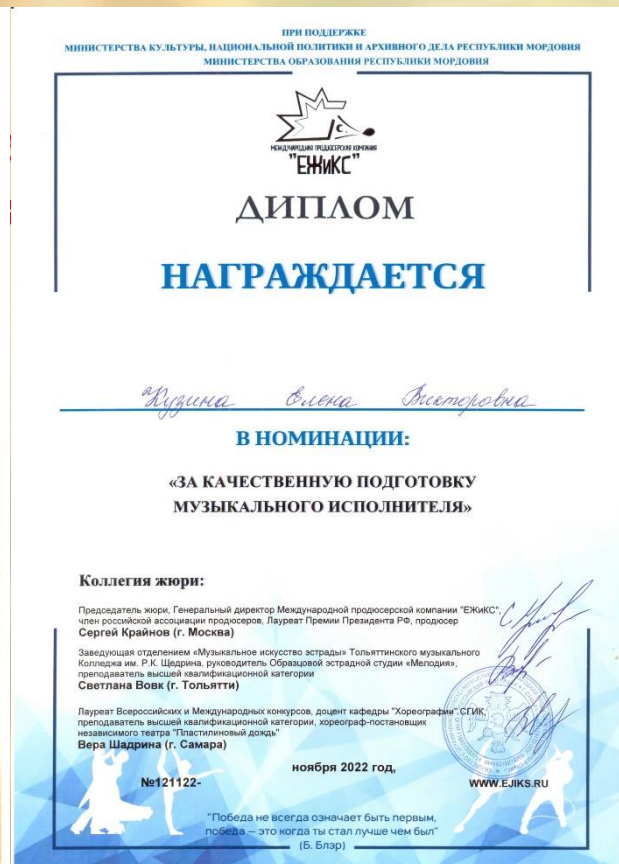 ПРИ ПОДДЕРЖКЕ
МИНИСТЕРСТВА КУЛЬТУРЫ, НАЦИОНАЛЬНОЙ ПОЛИТИКИ И АРХИВНОГО ДЕЛА РЕСПУБЛИКИ МОРДОВИЯ
МИНИСТЕРСТВА ОБРАЗОВАНИЯ РЕСПУБЛИКИ МОРДОВИЯ
МЕЖДУНАРОДНАЯ ПРОДЮСЕРСКАЯ КОМПАНИЯ
"ЕЖиКС"
ДИПЛОМ
НАГРАЖДАЕТСЯ
Кузина Елена Викторовна
В НОМИНАЦИИ:
«ЗА КАЧЕСТВЕННУЮ ПОДГОТОВКУ
МУЗЫКАЛЬНОГО ИСПОЛНИТЕЛЯ»
Коллегия жюри:
Председатель жюри, Генеральный директор Международной продюсерской компании "ЕЖиКС",
член российской ассоциации продюсеров, Лауреат Премии Президента РФ, продюсер
Сергей Крайнов (г. Москва)
Заведующая отделением «Музыкальное искусство эстрады» Тольяттинского музыкального
Колледжа им. Р.К. Щедрина, руководитель Образцовой эстрадной студии «Мелодия»,
преподаватель высшей квалификационной категории
Светлана Вовк (г. Тольятти)
Лауреат Всероссийских и Международных конкурсов, доцент кафедры "Хореографии" СГИК,
преподаватель высшей квалификационной категории, хореограф-постановщик
независимого театра "Пластилиновый дождь"
Вера Шадрина (г. Самара)
ноября 2022 год,
№121122-
WWW.EJIKS.RU
"Победа не всегда означает быть первым,
победа – это когда ты стал лучше чем был"
(Б. Блэр)